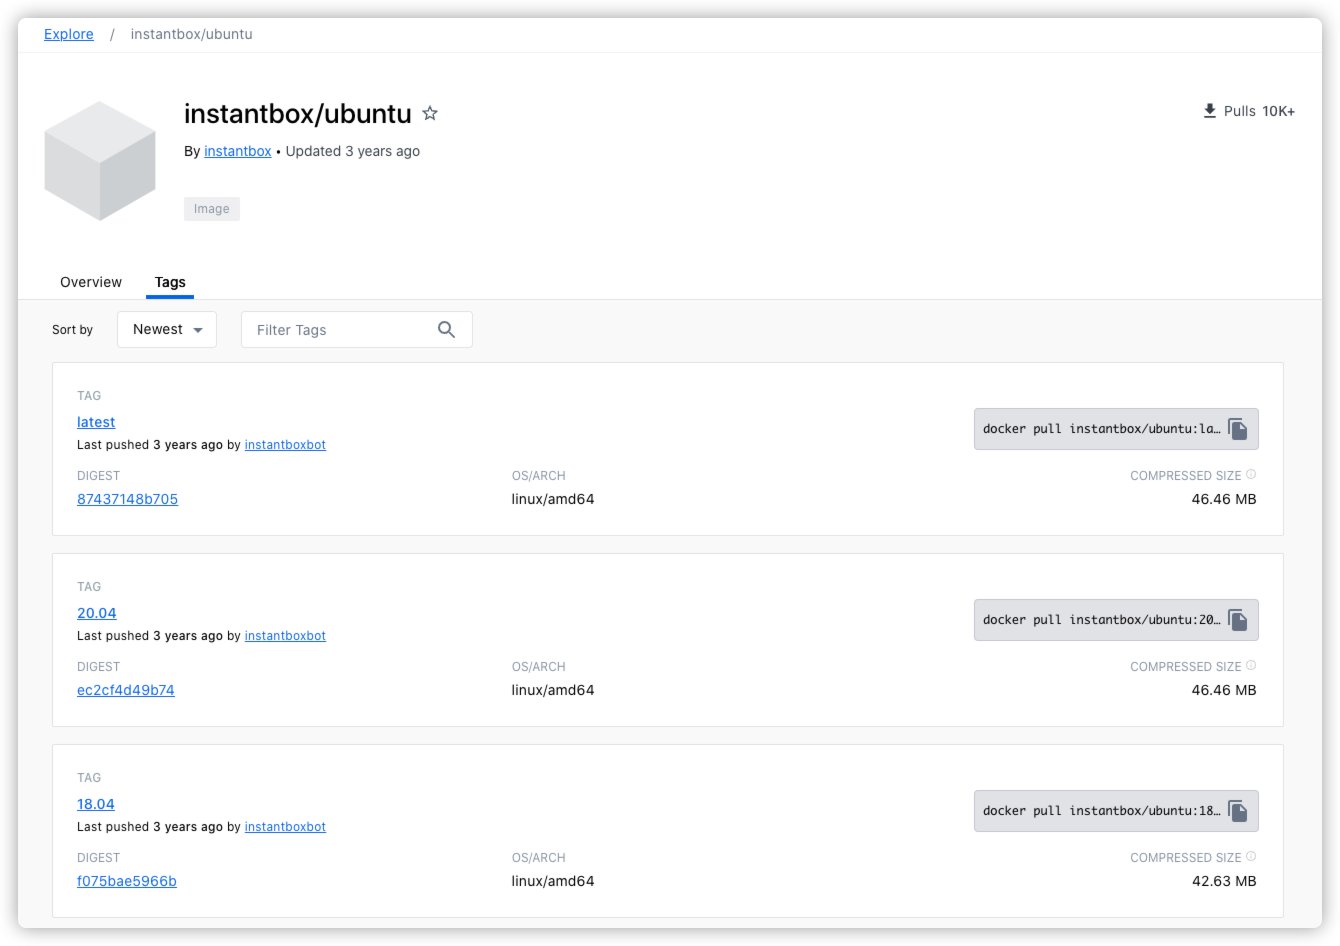 Explore / instantbox/ubuntu
instantbox/ubuntu
Pulls 10K+
By instantbox • Updated 3 years ago
Image
Overview Tags
Sort by Newest Filter Tags
TAG
latest
docker pull instantbox/ubuntu:la…
Last pushed 3 years ago by instantboxbot
DIGEST OS/ARCH COMPRESSED SIZE
87437148b705 linux/amd64 46.46 MB
TAG
20.04
docker pull instantbox/ubuntu:20…
Last pushed 3 years ago by instantboxbot
DIGEST OS/ARCH COMPRESSED SIZE
ec2cf4d49b74 linux/amd64 46.46 MB
TAG
18.04
docker pull instantbox/ubuntu:18…
Last pushed 3 years ago by instantboxbot
DIGEST OS/ARCH COMPRESSED SIZE
f075bae5966b linux/amd64 42.63 MB